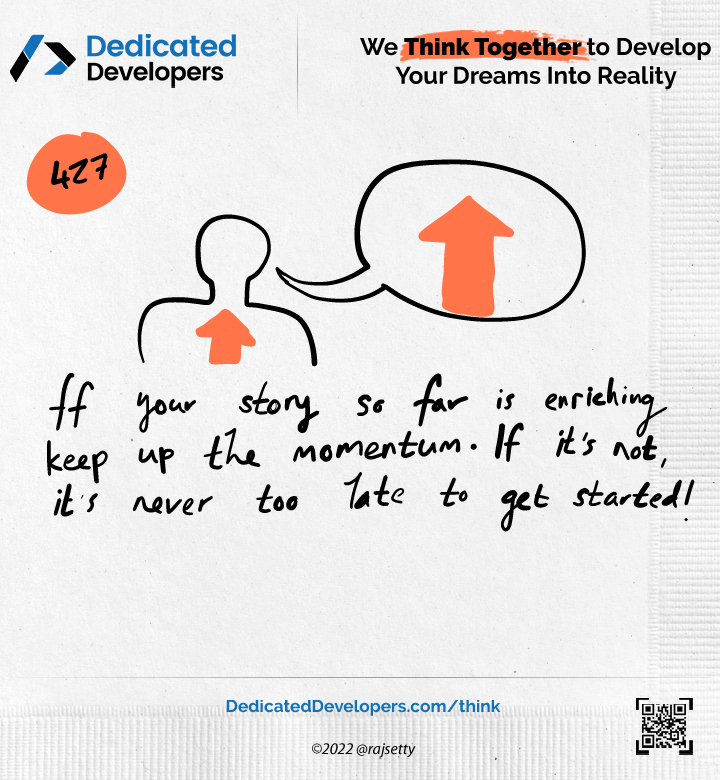 Dedicated
Developers
We Think Together to Develop
Your Dreams Into Reality
427
If your story so far is enriching
keep up the momentum. If it's not,
it's never too late to get started!
DedicatedDevelopers.com/think
©2022 @rajsetty